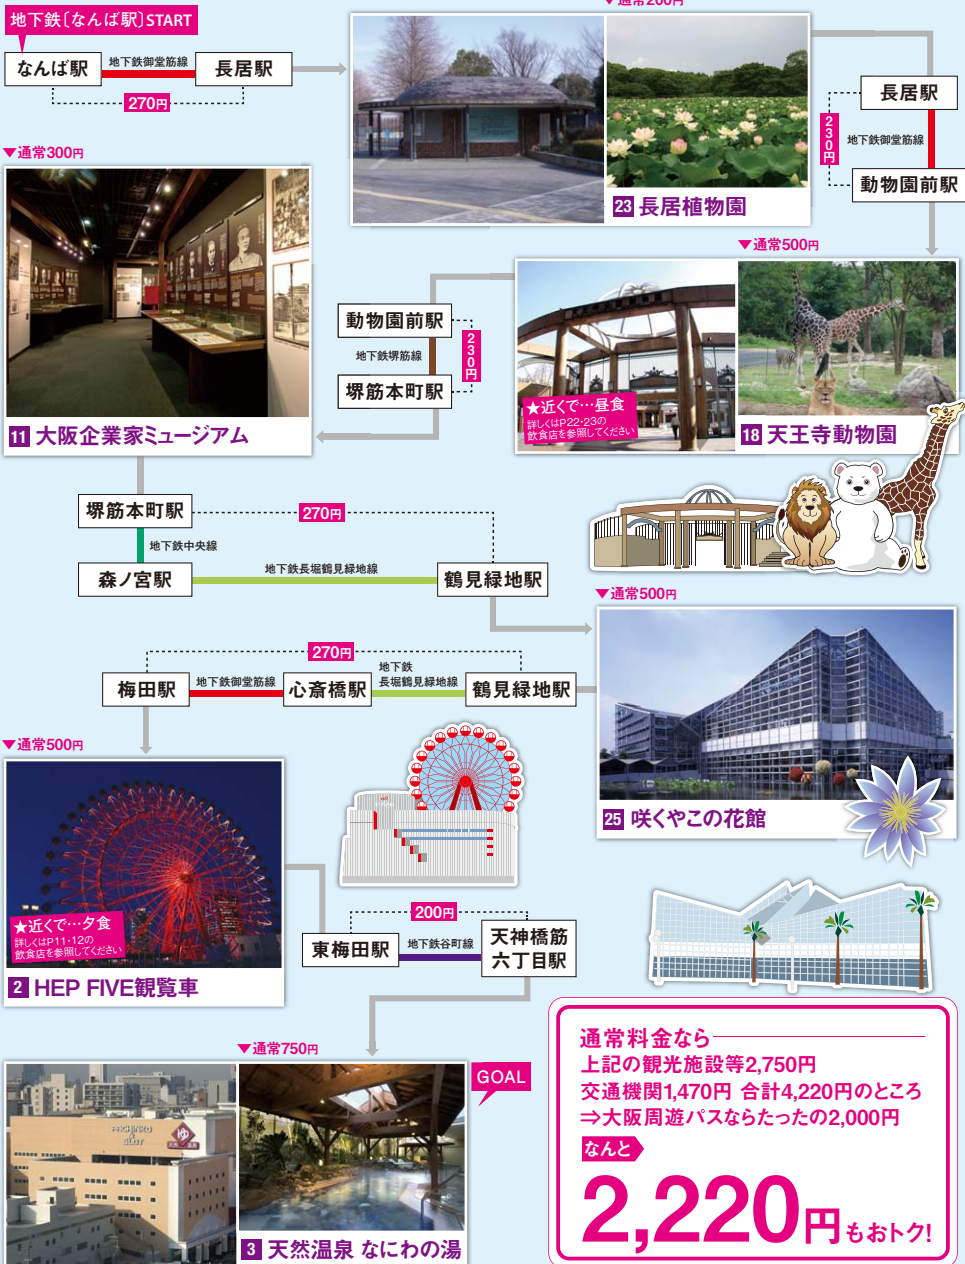 地下鉄〔なんば駅〕START
なんば駅
地下鉄御堂筋線
長居駅
270円
▼通常200円
23 長居植物園
長居駅
230円
地下鉄御堂筋線
動物園前駅
▼通常500円
★近くで…昼食
詳しくはP22・23の
飲食店を参照してください
18 天王寺動物園
動物園前駅
地下鉄堺筋線
230円
堺筋本町駅
▼通常300円
11 大阪企業家ミュージアム
堺筋本町駅
270円
地下鉄中央線
森ノ宮駅
地下鉄長堀鶴見緑地線
鶴見緑地駅
▼通常500円
25 咲くやこの花館
270円
梅田駅
地下鉄御堂筋線
心斎橋駅
地下鉄
長堀鶴見緑地線
鶴見緑地駅
▼通常500円
★近くで…夕食
詳しくはP11・12の
飲食店を参照してください
2 HEP FIVE観覧車
200円
東梅田駅
地下鉄谷町線
天神橋筋
六丁目駅
▼通常750円
GOAL
PACHINKO
&
SLOT
ゆ
3 天然温泉 なにわの湯
通常料金なら
上記の観光施設等2,750円
交通機関1,470円 合計4,220円のところ
⇒大阪周遊パスならたったの2,000円
なんと
2,220円もおトク!